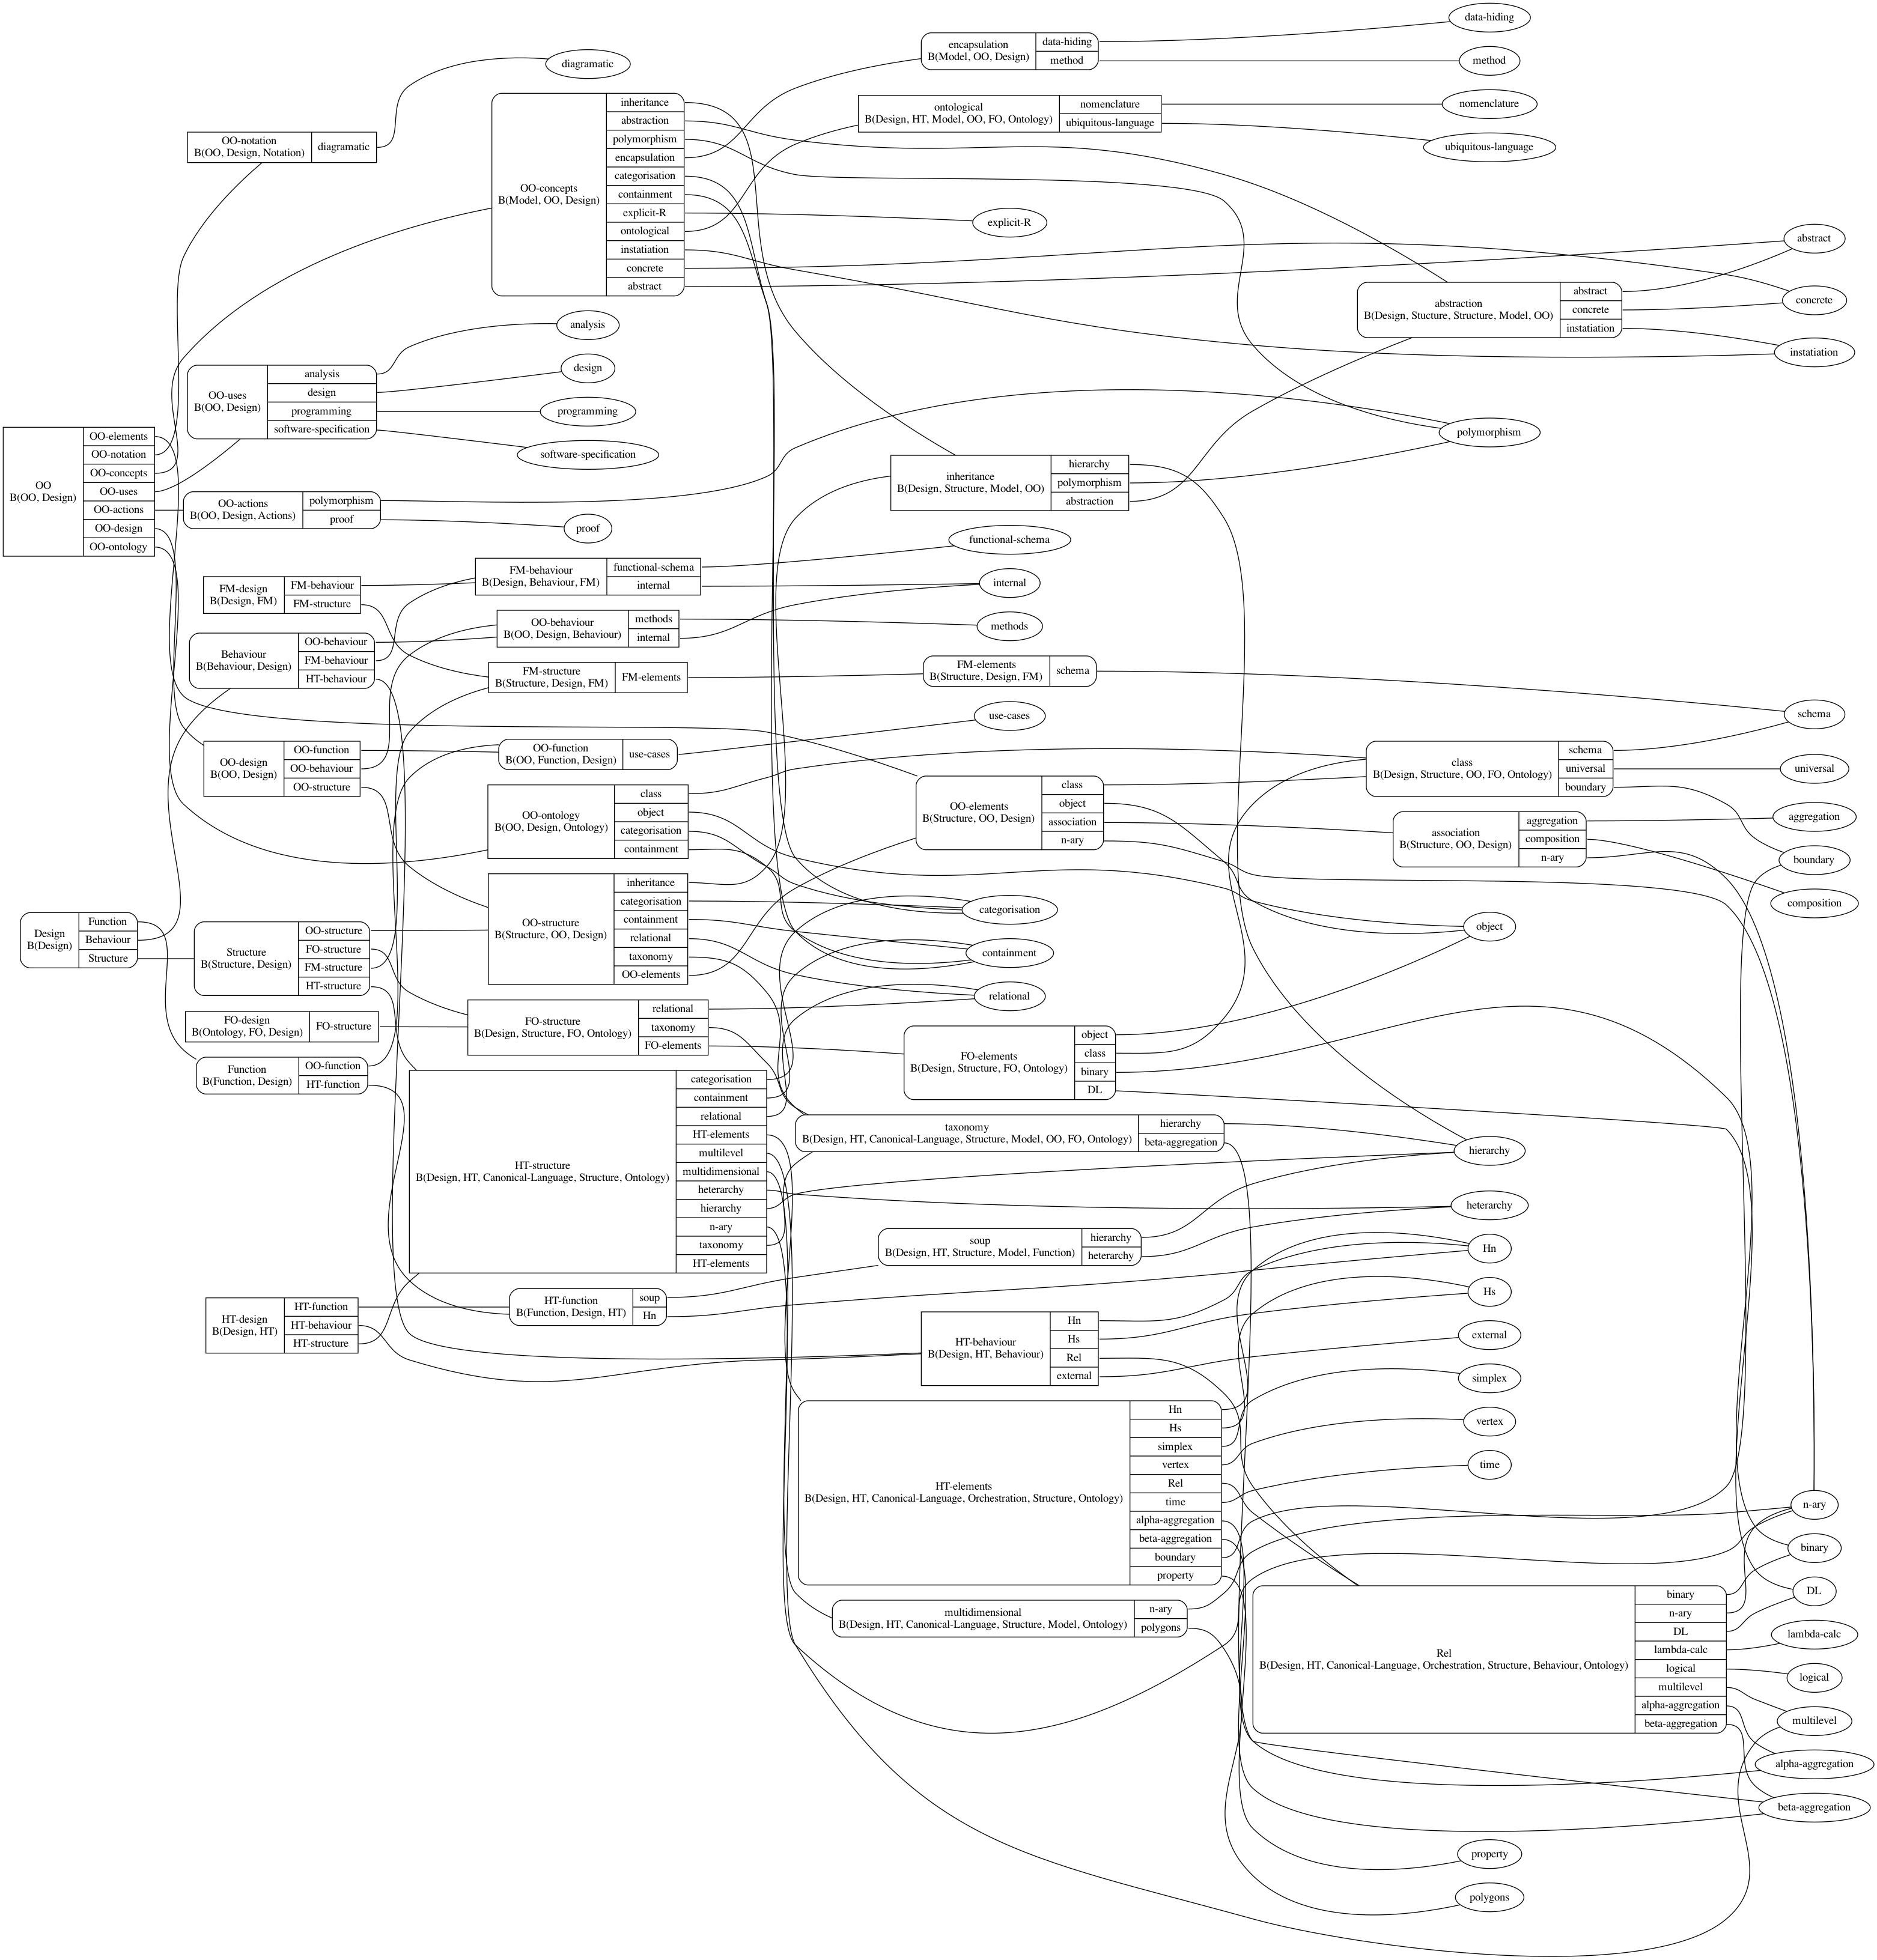 data-hiding
encapsulation
B(Model, OO, Design)
data-hiding
method
method
diagramatic
OO-notation
B(OO, Design, Notation)
diagramatic
OO-concepts
B(Model, OO, Design)
inheritance
abstraction
polymorphism
encapsulation
categorisation
containment
explicit-R
ontological
instatiation
concrete
abstract
ontological
B(Design, HT, Model, OO, FO, Ontology)
nomenclature
ubiquitous-language
nomenclature
ubiquitous-language
explicit-R
abstract
abstraction
B(Design, Stucture, Structure, Model, OO)
abstract
concrete
instatiation
concrete
instatiation
analysis
design
programming
software-specification
OO-uses
B(OO, Design)
analysis
design
programming
software-specification
polymorphism
OO
B(OO, Design)
OO-elements
OO-notation
OO-concepts
OO-uses
OO-actions
OO-design
OO-ontology
inheritance
B(Design, Structure, Model, OO)
hierarchy
polymorphism
abstraction
OO-actions
B(OO, Design, Actions)
polymorphism
proof
proof
functional-schema
FM-design
B(Design, FM)
FM-behaviour
FM-structure
FM-behaviour
B(Design, Behaviour, FM)
functional-schema
internal
internal
OO-behaviour
B(OO, Design, Behaviour)
methods
internal
methods
Behaviour
B(Behaviour, Design)
OO-behaviour
FM-behaviour
HT-behaviour
FM-structure
B(Structure, Design, FM)
FM-elements
FM-elements
B(Structure, Design, FM)
schema
use-cases
schema
OO-design
B(OO, Design)
OO-function
OO-behaviour
OO-structure
OO-function
B(OO, Function, Design)
use-cases
class
B(Design, Structure, OO, FO, Ontology)
schema
universal
boundary
universal
OO-ontology
B(OO, Design, Ontology)
class
object
categorisation
containment
OO-elements
B(Structure, OO, Design)
class
object
association
n-ary
association
B(Structure, OO, Design)
aggregation
composition
n-ary
aggregation
boundary
composition
OO-structure
B(Structure, OO, Design)
inheritance
categorisation
containment
relational
taxonomy
OO-elements
categorisation
containment
relational
object
Design
B(Design)
Function
Behaviour
Structure
Structure
B(Structure, Design)
OO-structure
FO-structure
FM-structure
HT-structure
FO-design
B(Ontology, FO, Design)
FO-structure
FO-structure
B(Design, Structure, FO, Ontology)
relational
taxonomy
FO-elements
FO-elements
B(Design, Structure, FO, Ontology)
object
class
binary
DL
Function
B(Function, Design)
OO-function
HT-function
HT-structure
B(Design, HT, Canonical-Language, Structure, Ontology)
categorisation
containment
relational
HT-elements
multilevel
multidimensional
heterarchy
hierarchy
n-ary
taxonomy
HT-elements
taxonomy
B(Design, HT, Canonical-Language, Structure, Model, OO, FO, Ontology)
hierarchy
beta-aggregation
hierarchy
heterarchy
soup
B(Design, HT, Structure, Model, Function)
hierarchy
heterarchy
Hn
Hs
HT-design
B(Design, HT)
HT-function
HT-behaviour
HT-structure
HT-function
B(Function, Design, HT)
soup
Hn
HT-behaviour
B(Design, HT, Behaviour)
Hn
Hs
Rel
external
external
simplex
vertex
time
HT-elements
B(Design, HT, Canonical-Language, Orchestration, Structure, Ontology)
Hn
Hs
simplex
vertex
Rel
time
alpha-aggregation
beta-aggregation
boundary
property
n-ary
binary
DL
multidimensional
B(Design, HT, Canonical-Language, Structure, Model, Ontology)
n-ary
polygons
Rel
B(Design, HT, Canonical-Language, Orchestration, Structure, Behaviour, Ontology)
binary
n-ary
DL
lambda-calc
logical
multilevel
alpha-aggregation
beta-aggregation
lambda-calc
logical
multilevel
alpha-aggregation
beta-aggregation
property
polygons